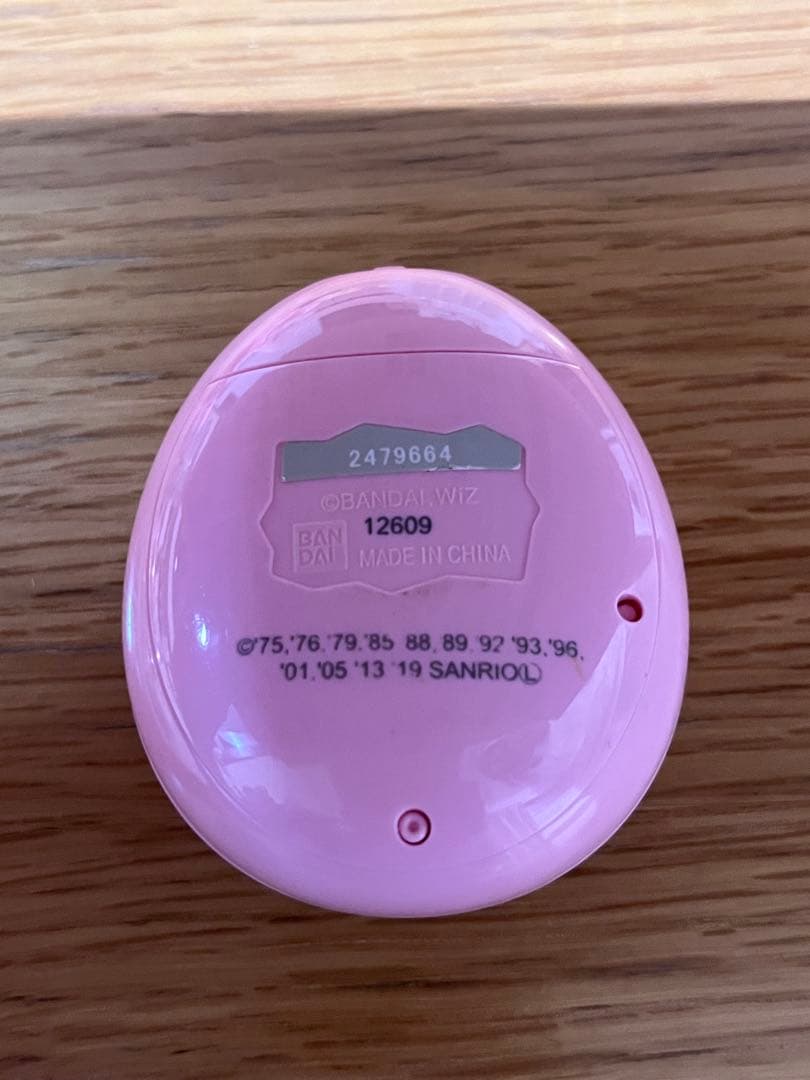 2479664
©BANDAI,WiZ
12609
BAN
DAI
MADE IN CHINA
©'75,'76,'79,'85 88, 89, 92 '93,'96,
'01,'05 '13 '19 SANRIOⓁ